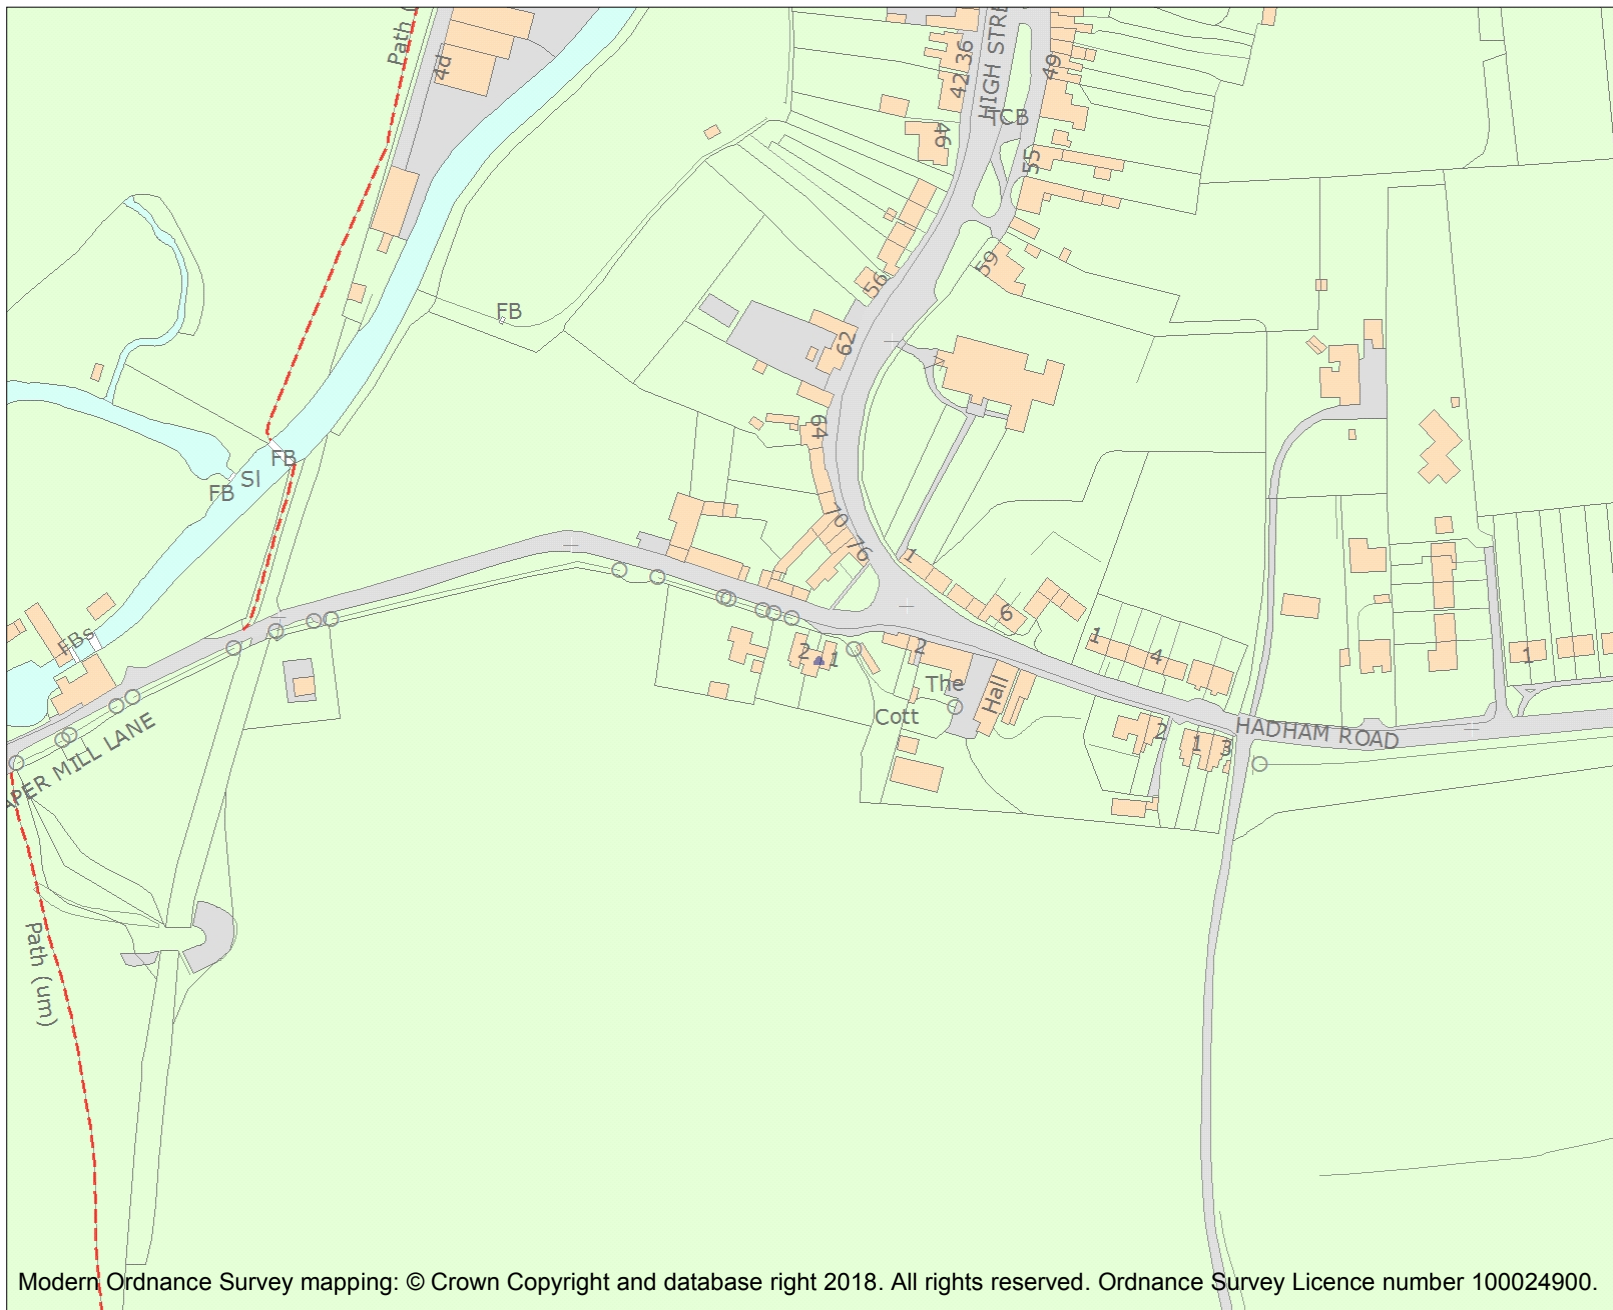 Path (
4d
36
42
HIGH STRE
49
TCB
46
55
59
56
FB
62
64
FB
Sl
FB
70
76
1
6
FBs
2
1
2
1
4
The
Cott
Hall
2
1
3
1
HADHAM ROAD
APER MILL LANE
Path (um)
Modern Ordnance Survey mapping: © Crown Copyright and database right 2018. All rights reserved. Ordnance Survey Licence number 100024900.